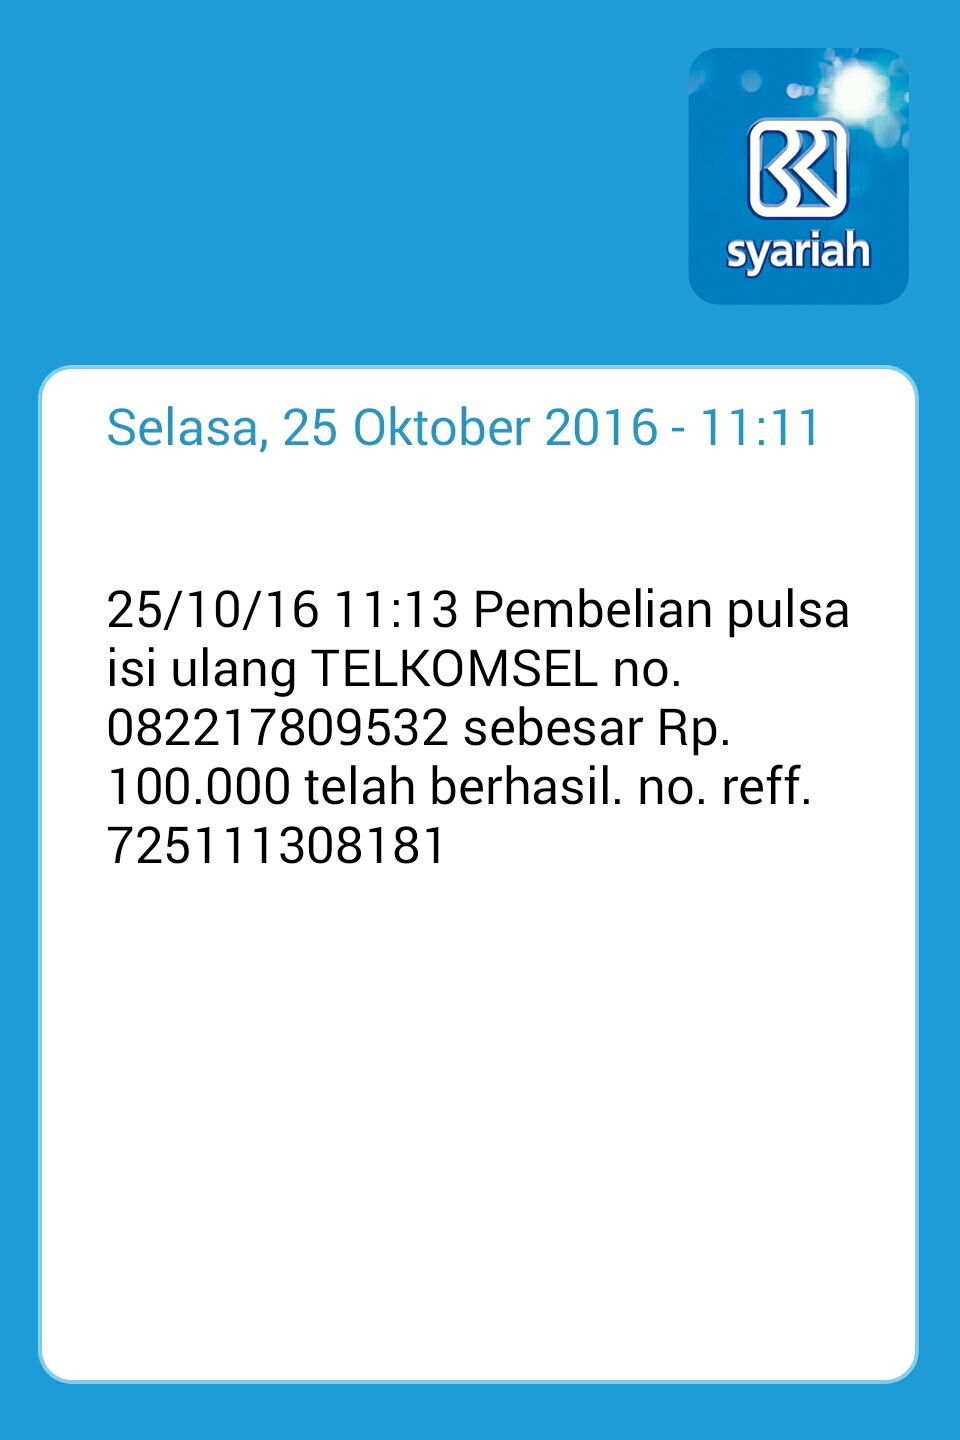 syariah
Selasa, 25 Oktober 2016 - 11:11
25/10/16 11:13 Pembelian pulsa
isi ulang TELKOMSEL no.
082217809532 sebesar Rp.
100.000 telah berhasil. no. reff.
725111308181